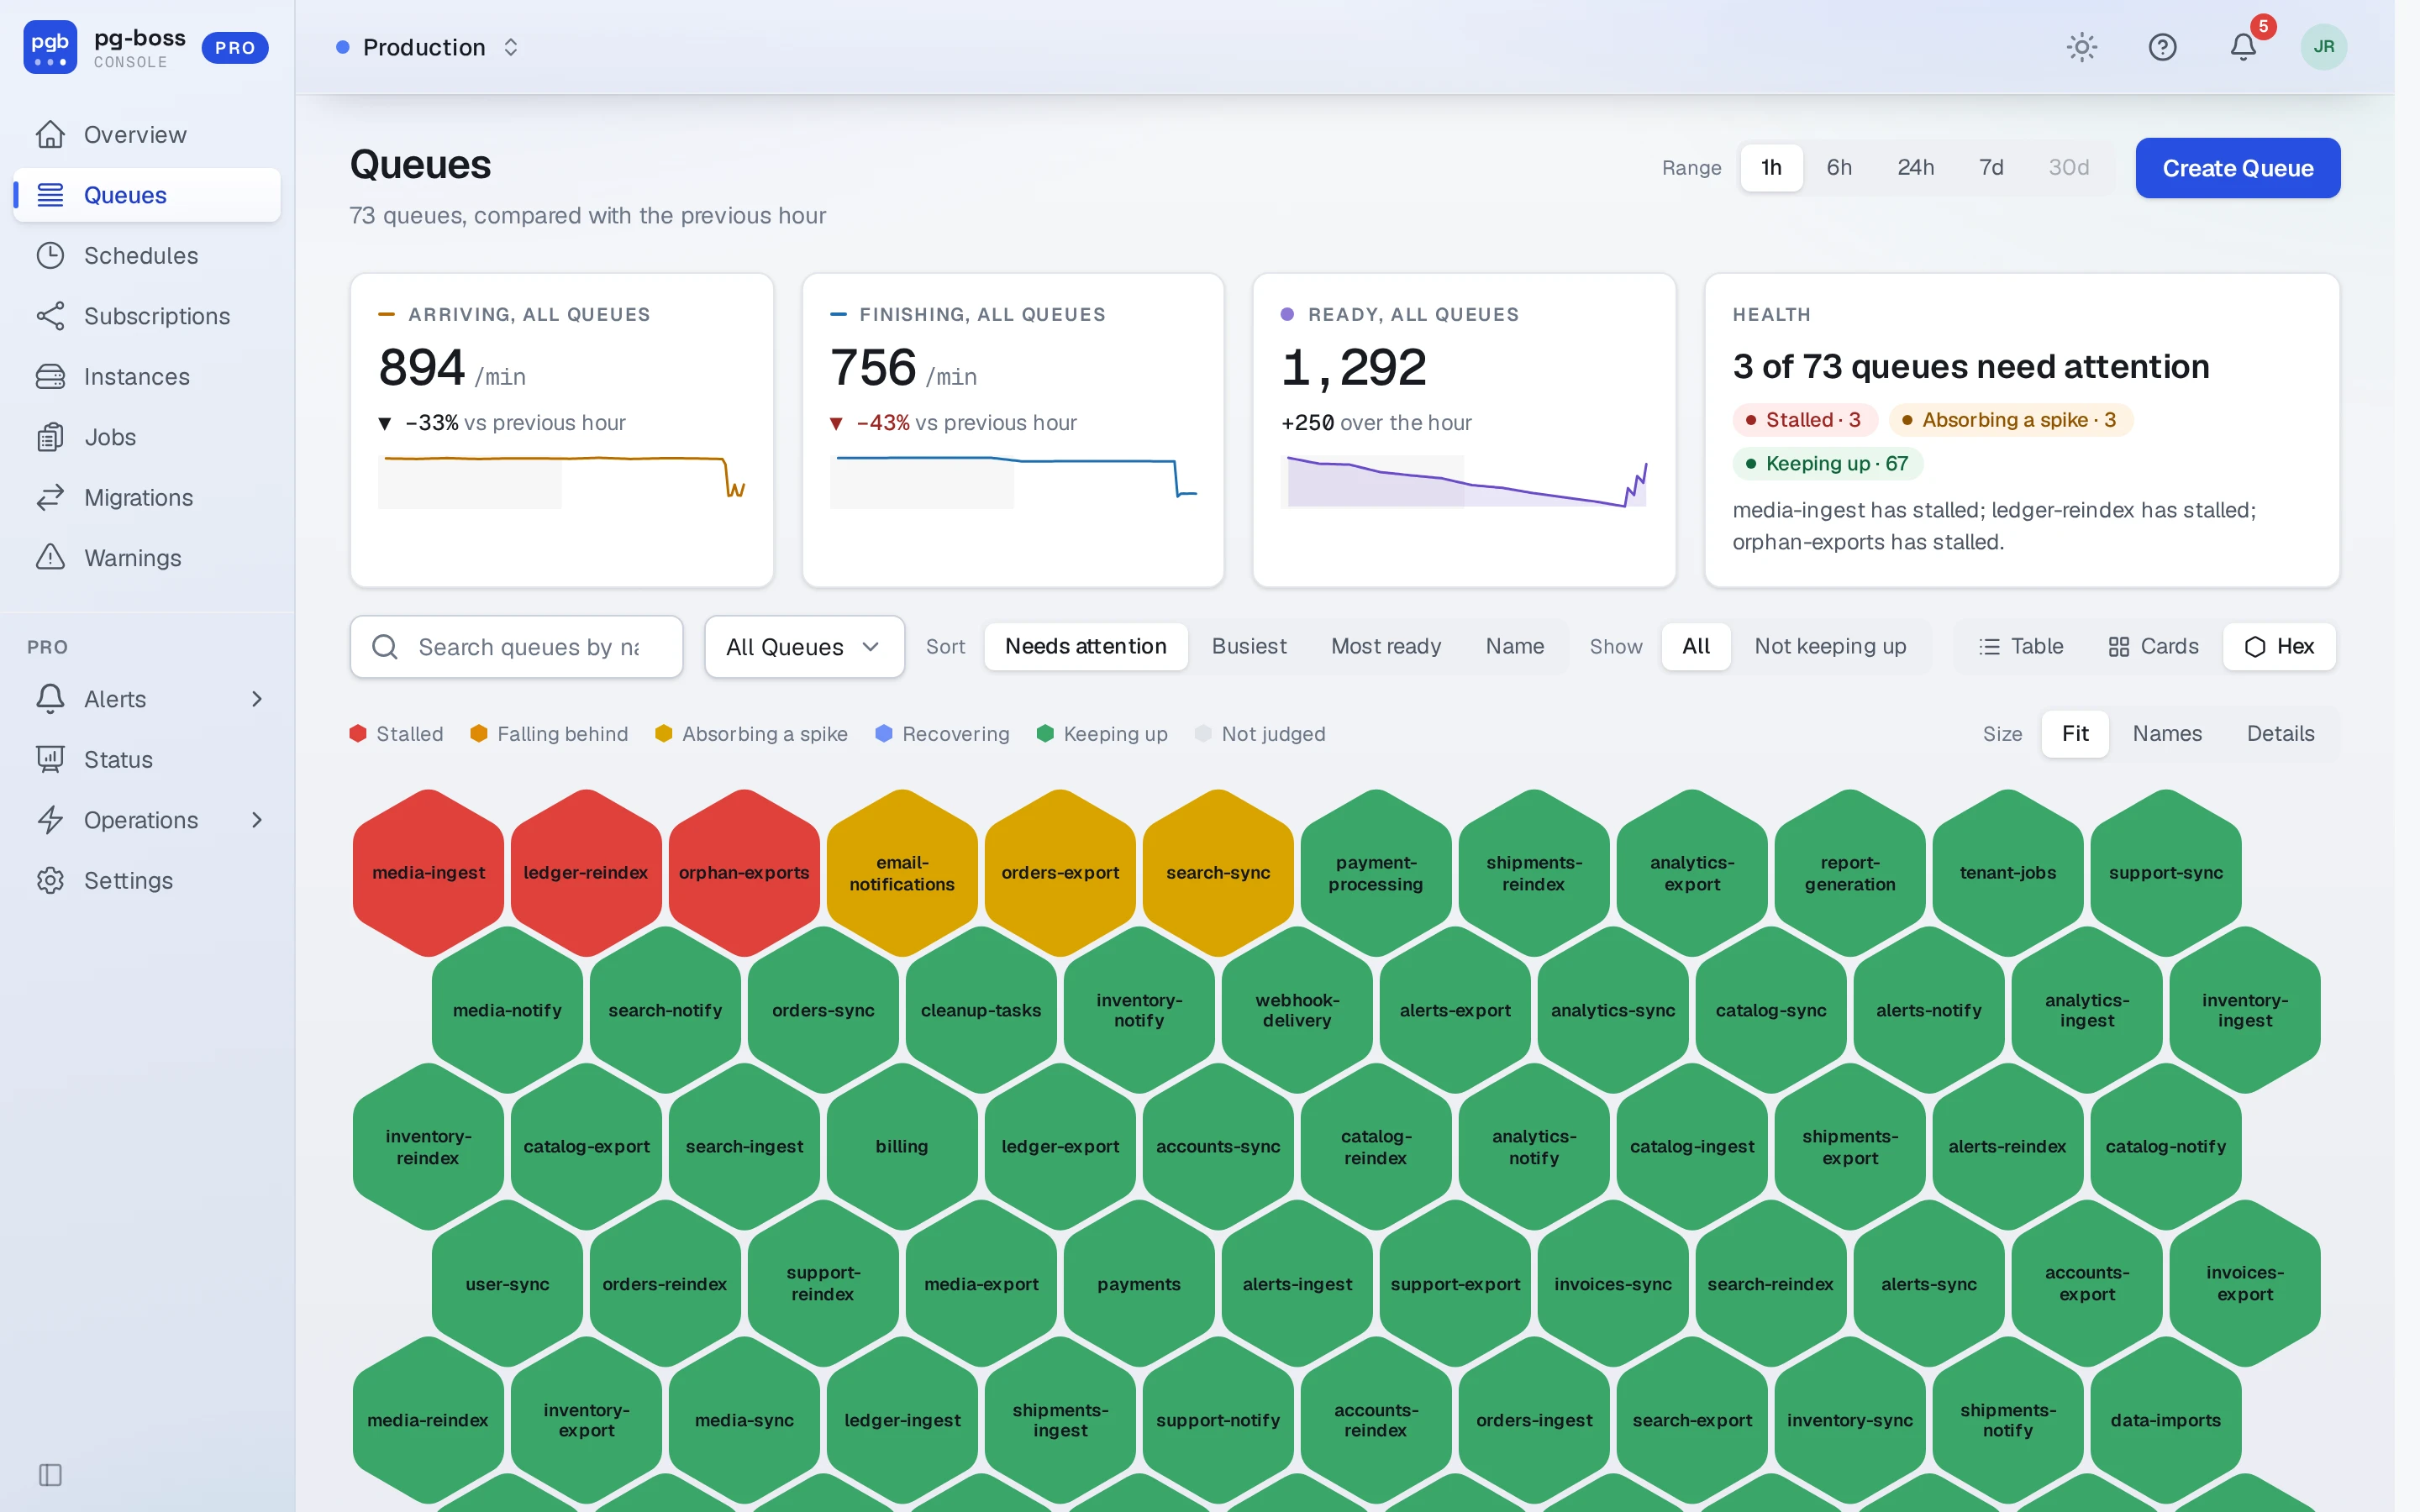 pgb
pg-boss
CONSOLE
PRO
Production
5
JR
Overview
Queues
Schedules
Subscriptions
Instances
Jobs
Migrations
Warnings
PRO
Alerts
Status
Operations
Settings
Queues
73 queues, compared with the previous hour
Range 1h 6h 24h 7d 30d
Create Queue
ARRIVING, ALL QUEUES
894 /min
▼ −33% vs previous hour
FINISHING, ALL QUEUES
756 /min
▼ −43% vs previous hour
READY, ALL QUEUES
1,292
+250 over the hour
HEALTH
3 of 73 queues need attention
Stalled · 3
Absorbing a spike · 3
Keeping up · 67
media-ingest has stalled; ledger-reindex has stalled;
orphan-exports has stalled.
Search queues by na
All Queues
Sort Needs attention Busiest Most ready Name
Show All Not keeping up
Table Cards Hex
Stalled Falling behind Absorbing a spike Recovering Keeping up Not judged
Size Fit Names Details
media-ingest
ledger-reindex
orphan-exports
email-
notifications
orders-export
search-sync
payment-
processing
shipments-
reindex
analytics-
export
report-
generation
tenant-jobs
support-sync
media-notify
search-notify
orders-sync
cleanup-tasks
inventory-
notify
webhook-
delivery
alerts-export
analytics-sync
catalog-sync
alerts-notify
analytics-
ingest
inventory-
ingest
inventory-
reindex
catalog-export
search-ingest
billing
ledger-export
accounts-sync
catalog-
reindex
analytics-
notify
catalog-ingest
shipments-
export
alerts-reindex
catalog-notify
user-sync
orders-reindex
support-
reindex
media-export
payments
alerts-ingest
support-export
invoices-sync
search-reindex
alerts-sync
accounts-
export
invoices-
export
media-reindex
inventory-
export
media-sync
ledger-ingest
shipments-
ingest
support-notify
accounts-
reindex
orders-ingest
search-export
inventory-sync
shipments-
notify
data-imports